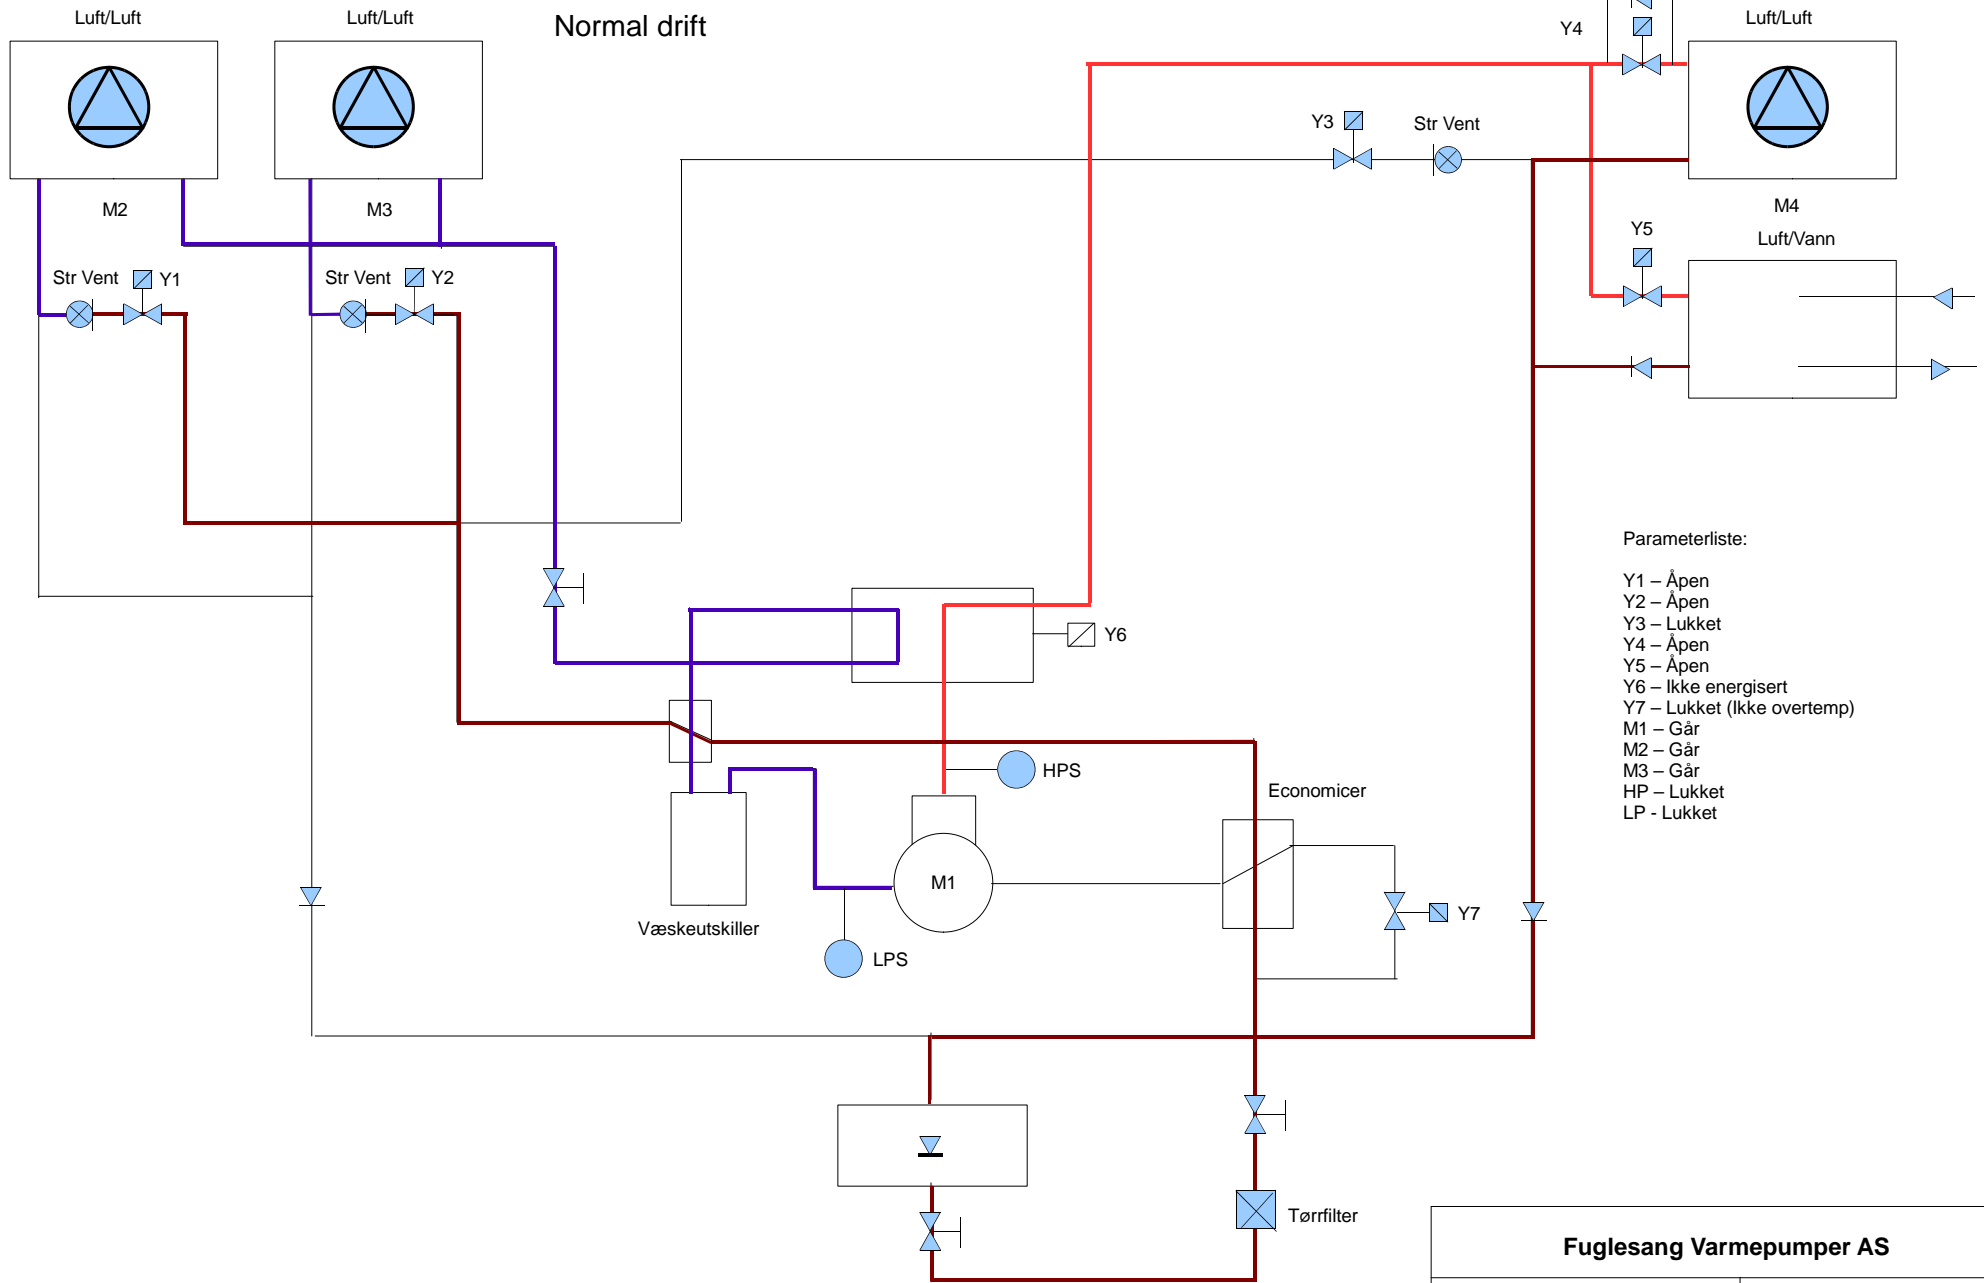 Luft/Luft
Luft/Luft
Normal drift
Y4
Luft/Luft
Y3
Str Vent
M2
M3
M4
Y5
Luft/Vann
Str Vent
Y1
Str Vent
Y2
Parameterliste:
Y1 – Åpen
Y2 – Åpen
Y3 – Lukket
Y4 – Åpen
Y5 – Åpen
Y6 – Ikke energisert
Y7 – Lukket (Ikke overtemp)
M1 – Går
M2 – Går
M3 – Går
HP – Lukket
LP - Lukket
Y6
HPS
Economicer
M1
Y7
Væskeutskiller
LPS
Tørrfilter
Fuglesang Varmepumper AS